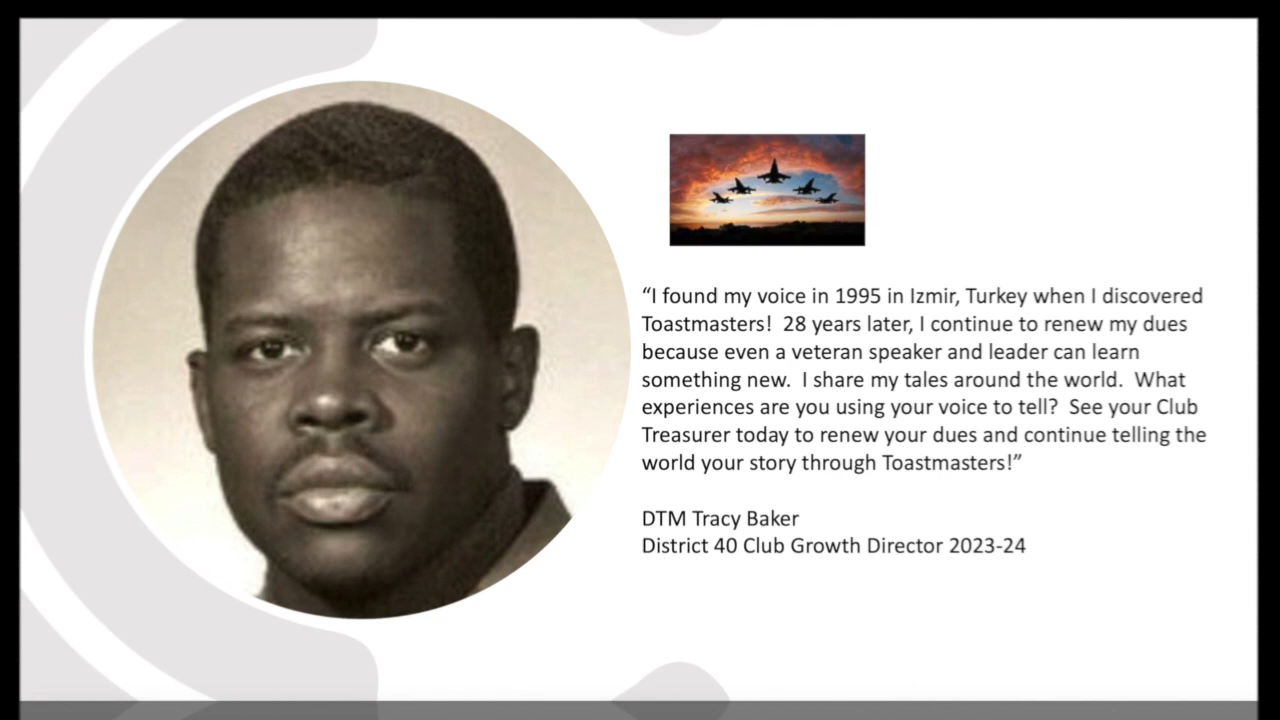 “I found my voice in 1995 in Izmir, Turkey when I discovered
Toastmasters!  28 years later, I continue to renew my dues
because even a veteran speaker and leader can learn
something new.  I share my tales around the world.  What
experiences are you using your voice to tell?  See your Club
Treasurer today to renew your dues and continue telling the
world your story through Toastmasters!”
DTM Tracy Baker
District 40 Club Growth Director 2023-24